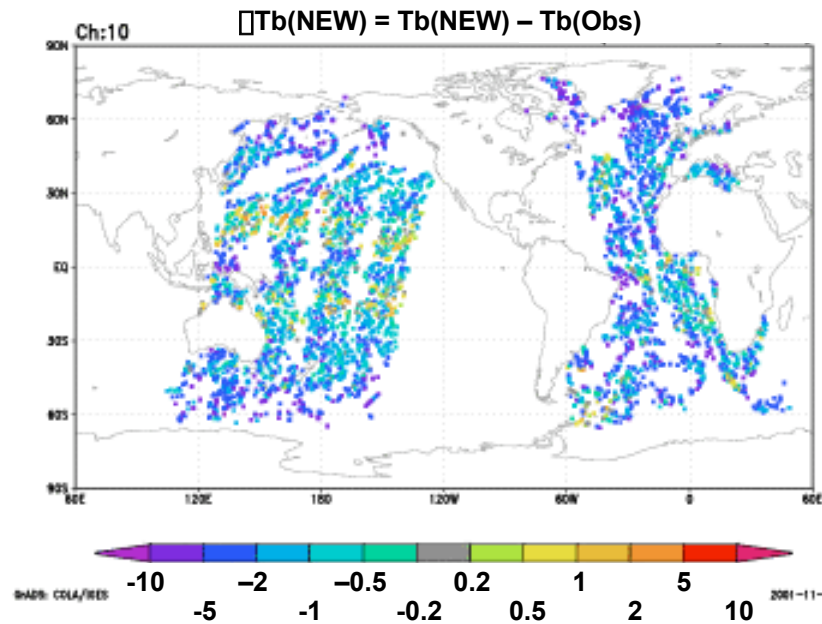 ▯Tb(NEW) = Tb(NEW) – Tb(Obs)
Ch:10
90N
60N
30N
EQ
30S
60S
90S
60E 120E 180 120W 60W 0 60E
-10 –2 –0.5 0.2 1 5
-5 -1 -0.2 0.5 2 10
GrADS: COLA/IGES
2001-11-